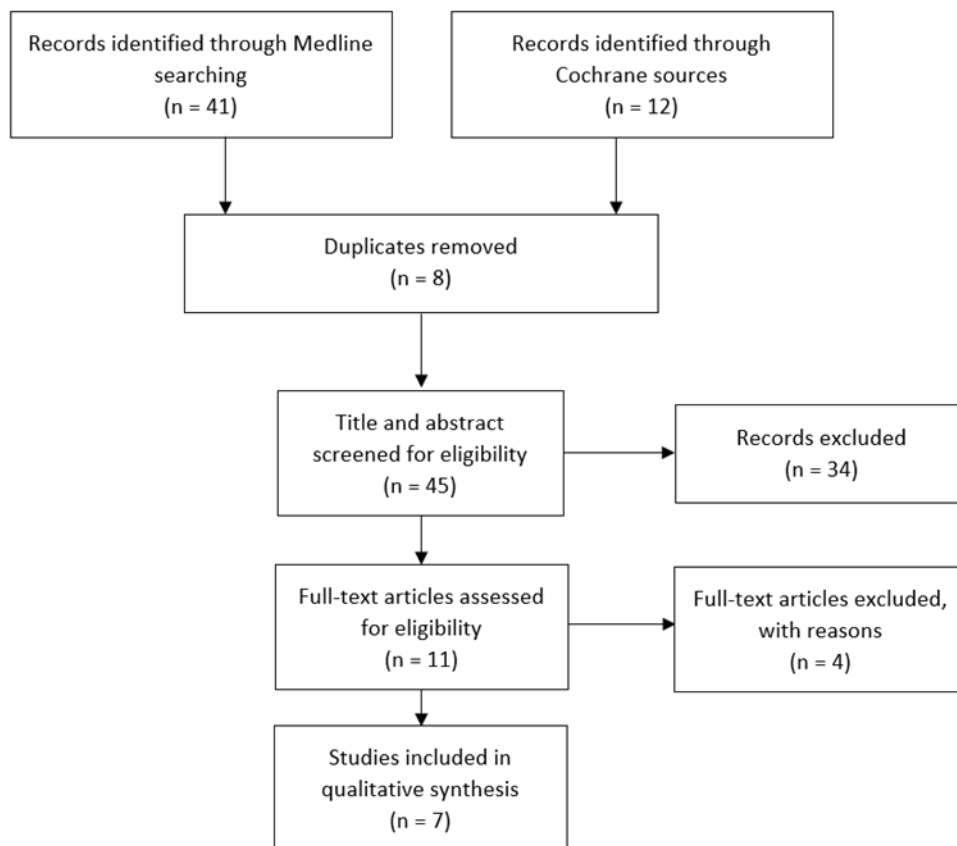 Records identified through Medline
searching
(n = 41)
Records identified through
Cochrane sources
(n = 12)
Duplicates removed
(n = 8)
Title and abstract
screened for eligibility
(n = 45)
Records excluded
(n = 34)
Full-text articles assessed
for eligibility
(n = 11)
Full-text articles excluded,
with reasons
(n = 4)
Studies included in
qualitative synthesis
(n = 7)